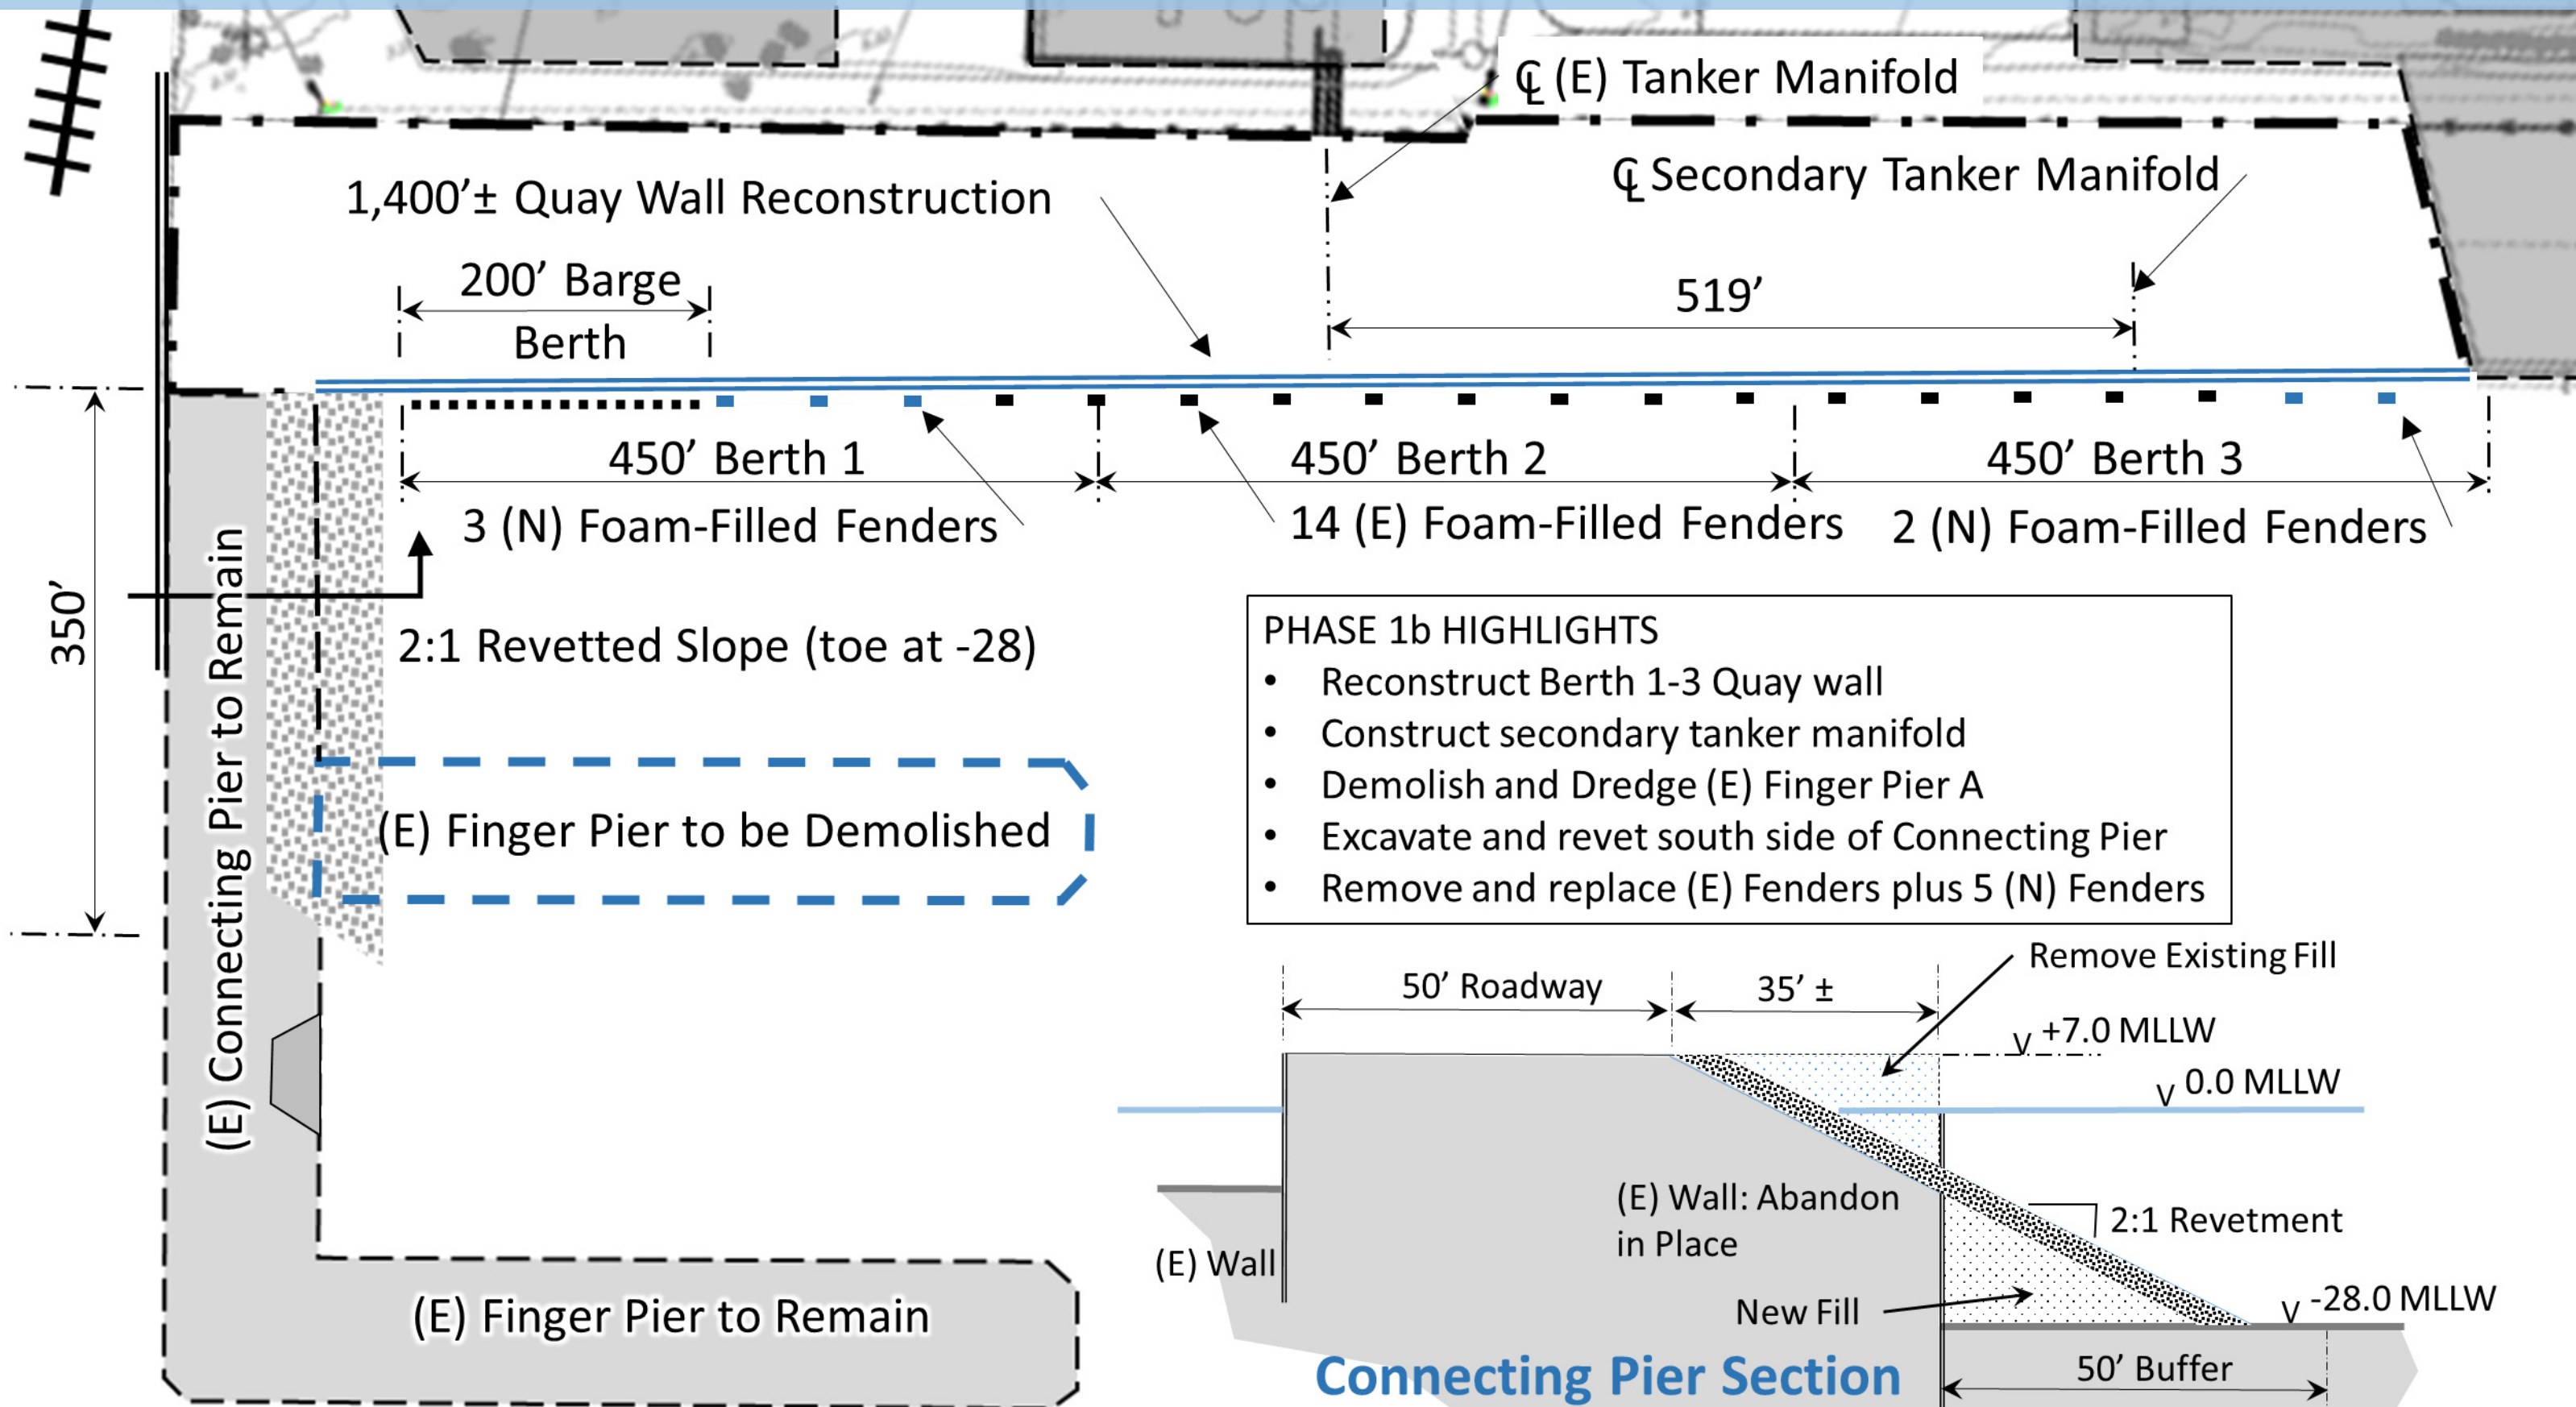 ℄ (E) Tanker Manifold
℄ Secondary Tanker Manifold
1,400’± Quay Wall Reconstruction
200’ Barge
Berth
519’
450’ Berth 1
450’ Berth 2
450’ Berth 3
3 (N) Foam-Filled Fenders
14 (E) Foam-Filled Fenders
2 (N) Foam-Filled Fenders
350’
(E) Connecting Pier to Remain
2:1 Revetted Slope (toe at -28)
(E) Finger Pier to be Demolished
PHASE 1b HIGHLIGHTS
• Reconstruct Berth 1-3 Quay wall
• Construct secondary tanker manifold
• Demolish and Dredge (E) Finger Pier A
• Excavate and revet south side of Connecting Pier
• Remove and replace (E) Fenders plus 5 (N) Fenders
Remove Existing Fill
50’ Roadway
35’ ±
+7.0 MLLW
0.0 MLLW
(E) Wall: Abandon
in Place
2:1 Revetment
(E) Wall
New Fill
-28.0 MLLW
50’ Buffer
Connecting Pier Section
(E) Finger Pier to Remain